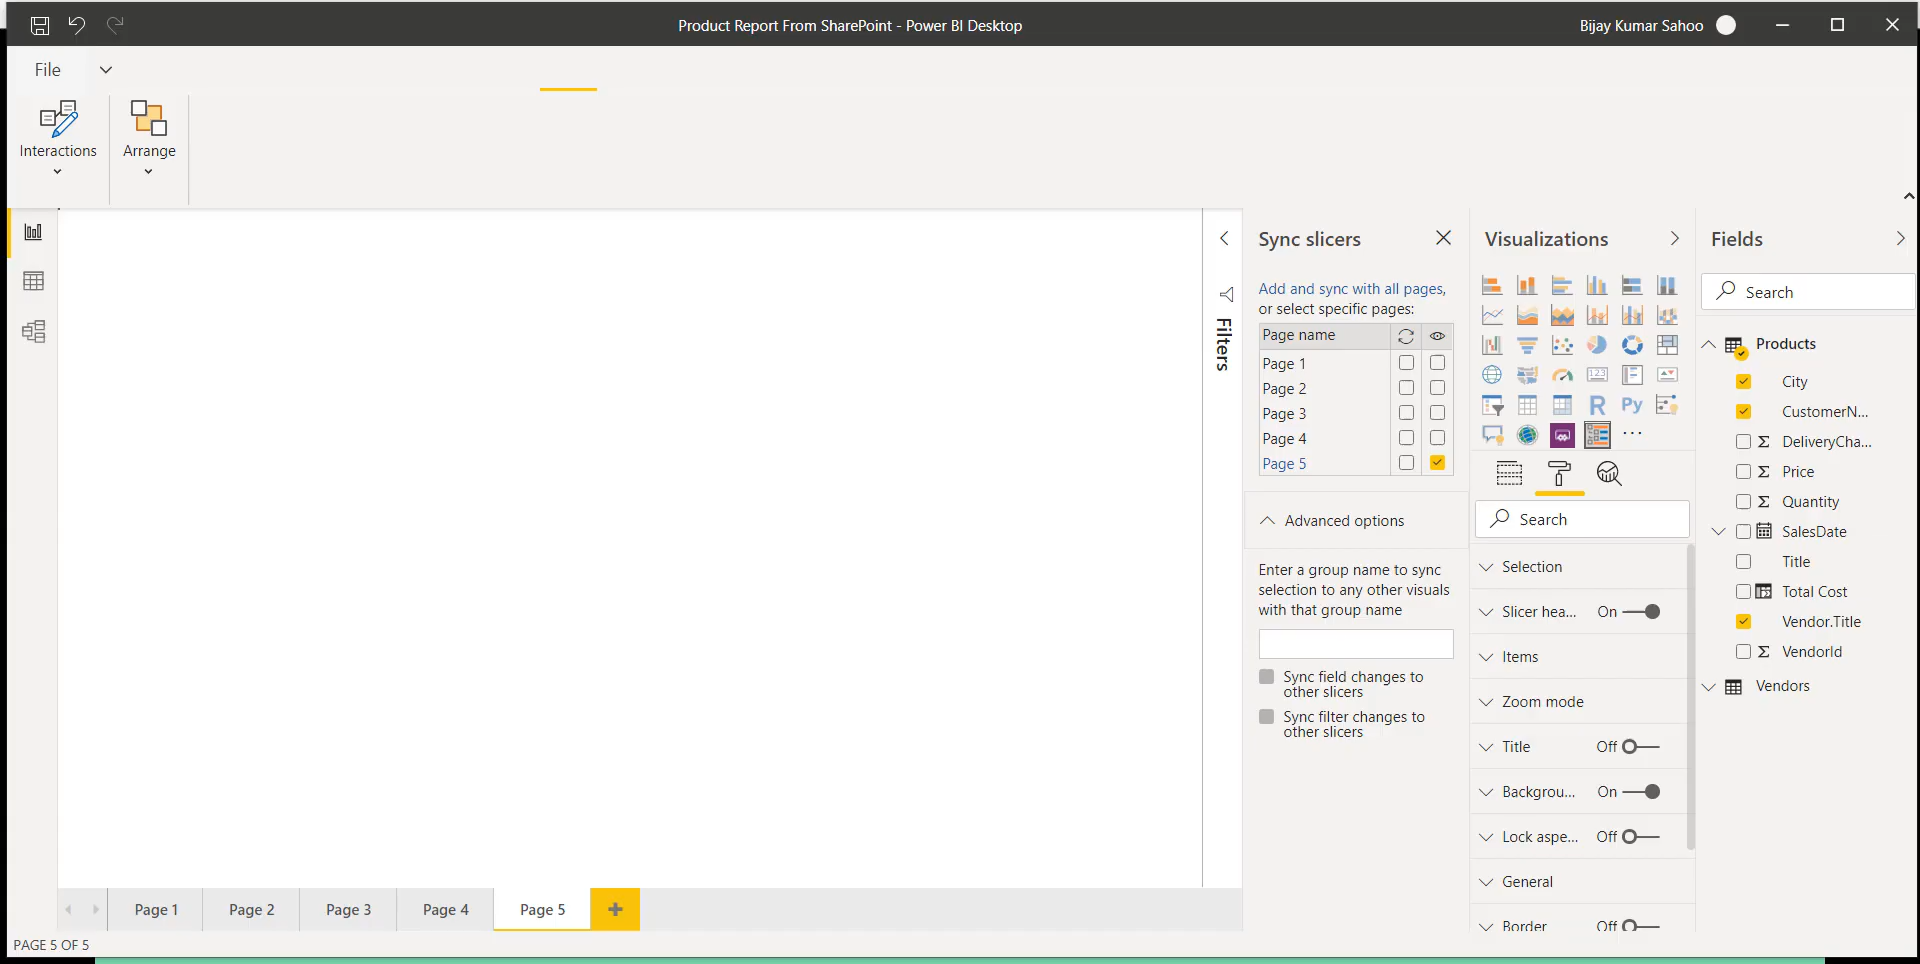 Product Report From SharePoint - Power BI Desktop
Bijay Kumar Sahoo
File
Interactions
Arrange
Filters
Sync slicers
Add and sync with all pages,
or select specific pages:
Page name
Page 1
Page 2
Page 3
Page 4
Page 5
Advanced options
Enter a group name to sync
selection to any other visuals
with that group name
Sync field changes to
other slicers
Sync filter changes to
other slicers
Visualizations
123
R
Py
Search
Selection
Slicer hea... On
Items
Zoom mode
Title Off
Backgrou... On
Lock aspe... Off
General
Border Off
Fields
Search
Products
City
CustomerN...
Σ DeliveryCha...
Σ Price
Σ Quantity
SalesDate
Title
Total Cost
Vendor.Title
Σ VendorId
Vendors
Page 1
Page 2
Page 3
Page 4
Page 5
PAGE 5 OF 5